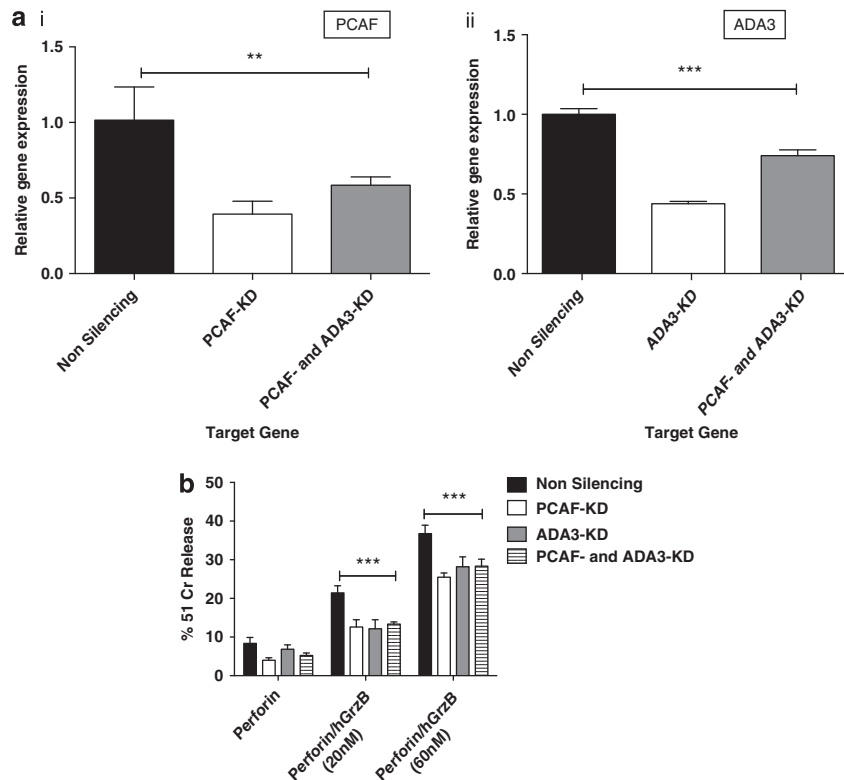 a i
PCAF
Relative gene expression
1.5
1.0
0.5
0.0
**
Non Silencing
PCAF-KD
PCAF- and ADA3-KD
Target Gene
ii
ADA3
Relative gene expression
1.5
1.0
0.5
0.0
***
Non Silencing
ADA3-KD
PCAF- and ADA3-KD
Target Gene
b
% 51 Cr Release
50
40
30
20
10
0
***
***
Perforin
Perforin/hGrzB
(20nM)
Perforin/hGrzB
(60nM)
Non Silencing
PCAF-KD
ADA3-KD
PCAF- and ADA3-KD